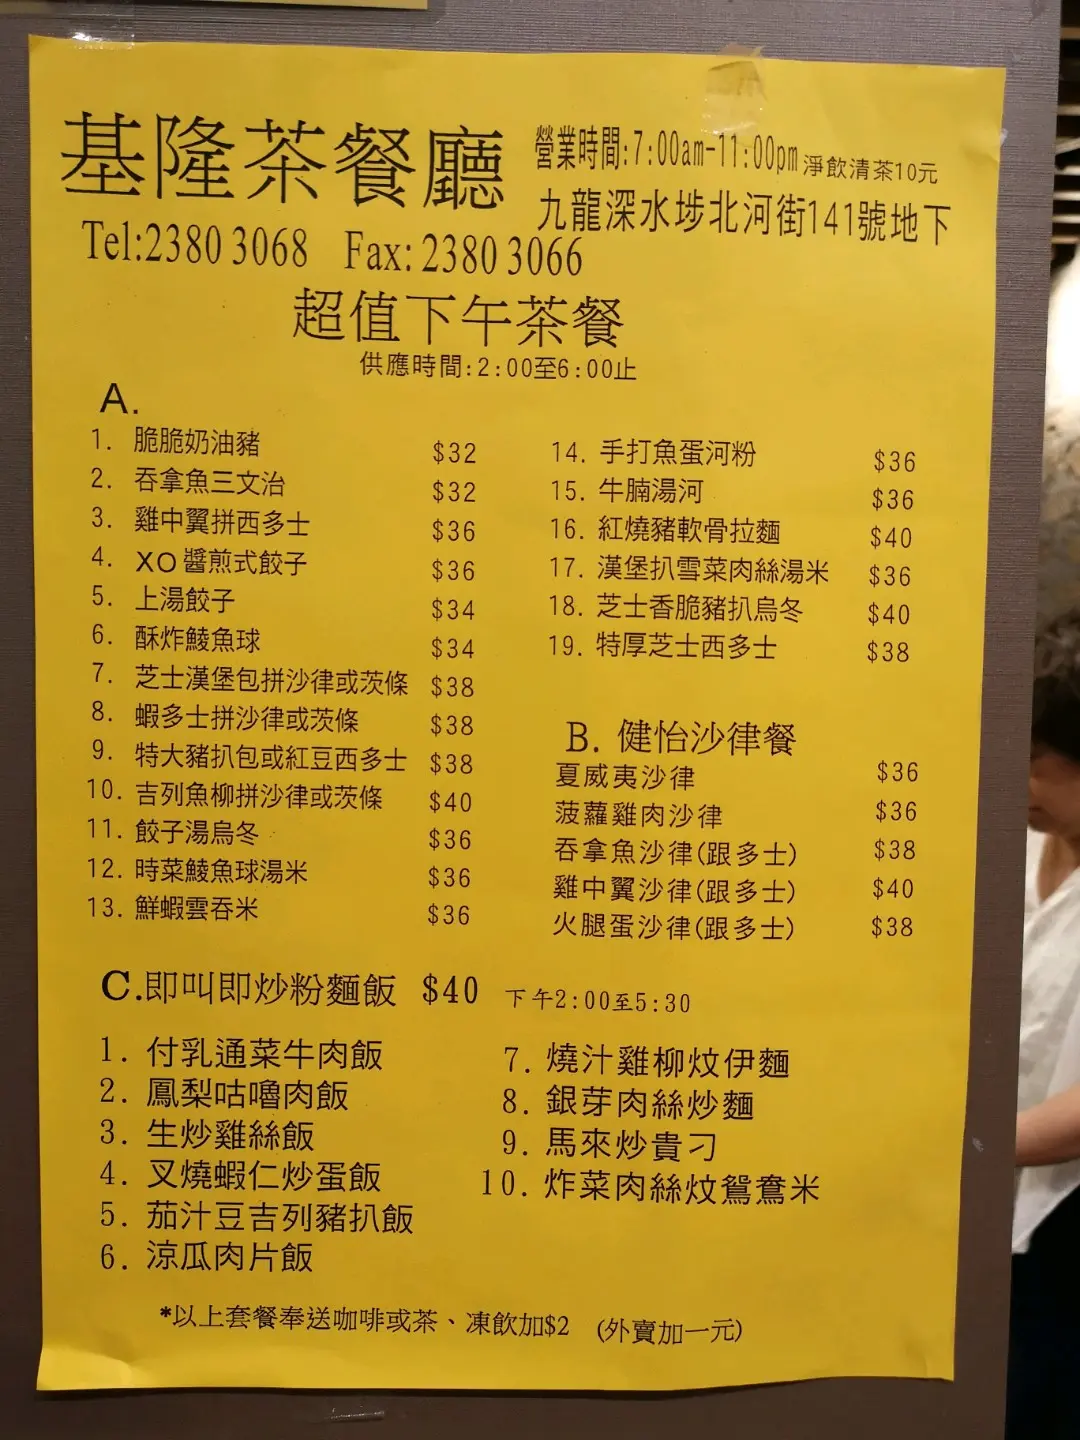 基隆茶餐廳
營業時間:7:00am-11:00pm 淨飲清茶10元
九龍深水埗北河街141號地下
Tel:2380 3068 Fax: 2380 3066
超值下午茶餐
供應時間:2:00至6:00止
A.
1. 脆脆奶油豬 $32
2. 吞拿魚三文治 $32
3. 雞中翼拼西多士 $36
4. XO醬煎式餃子 $36
5. 上湯餃子 $34
6. 酥炸鯪魚球 $34
7. 芝士漢堡包拼沙律或茨條 $38
8. 蝦多士拼沙律或茨條 $38
9. 特大豬扒包或紅豆西多士 $38
10. 吉列魚柳拼沙律或茨條 $40
11. 餃子湯烏冬 $36
12. 時菜鯪魚球湯米 $36
13. 鮮蝦雲吞米 $36
14. 手打魚蛋河粉 $36
15. 牛腩湯河 $36
16. 紅燒豬軟骨拉麵 $40
17. 漢堡扒雪菜肉絲湯米 $36
18. 芝士香脆豬扒烏冬 $40
19. 特厚芝士西多士 $38
B. 健怡沙律餐
夏威夷沙律 $36
菠蘿雞肉沙律 $36
吞拿魚沙律(跟多士) $38
雞中翼沙律(跟多士) $40
火腿蛋沙律(跟多士) $38
C.即叫即炒粉麵飯 $40 下午2:00至5:30
1. 付乳通菜牛肉飯
2. 鳳梨咕嚕肉飯
3. 生炒雞絲飯
4. 叉燒蝦仁炒蛋飯
5. 茄汁豆吉列豬扒飯
6. 涼瓜肉片飯
7. 燒汁雞柳炆伊麵
8. 銀芽肉絲炒麵
9. 馬來炒貴刁
10. 炸菜肉絲炆鴛鴦米
*以上套餐奉送咖啡或茶、凍飲加$2 (外賣加一元)